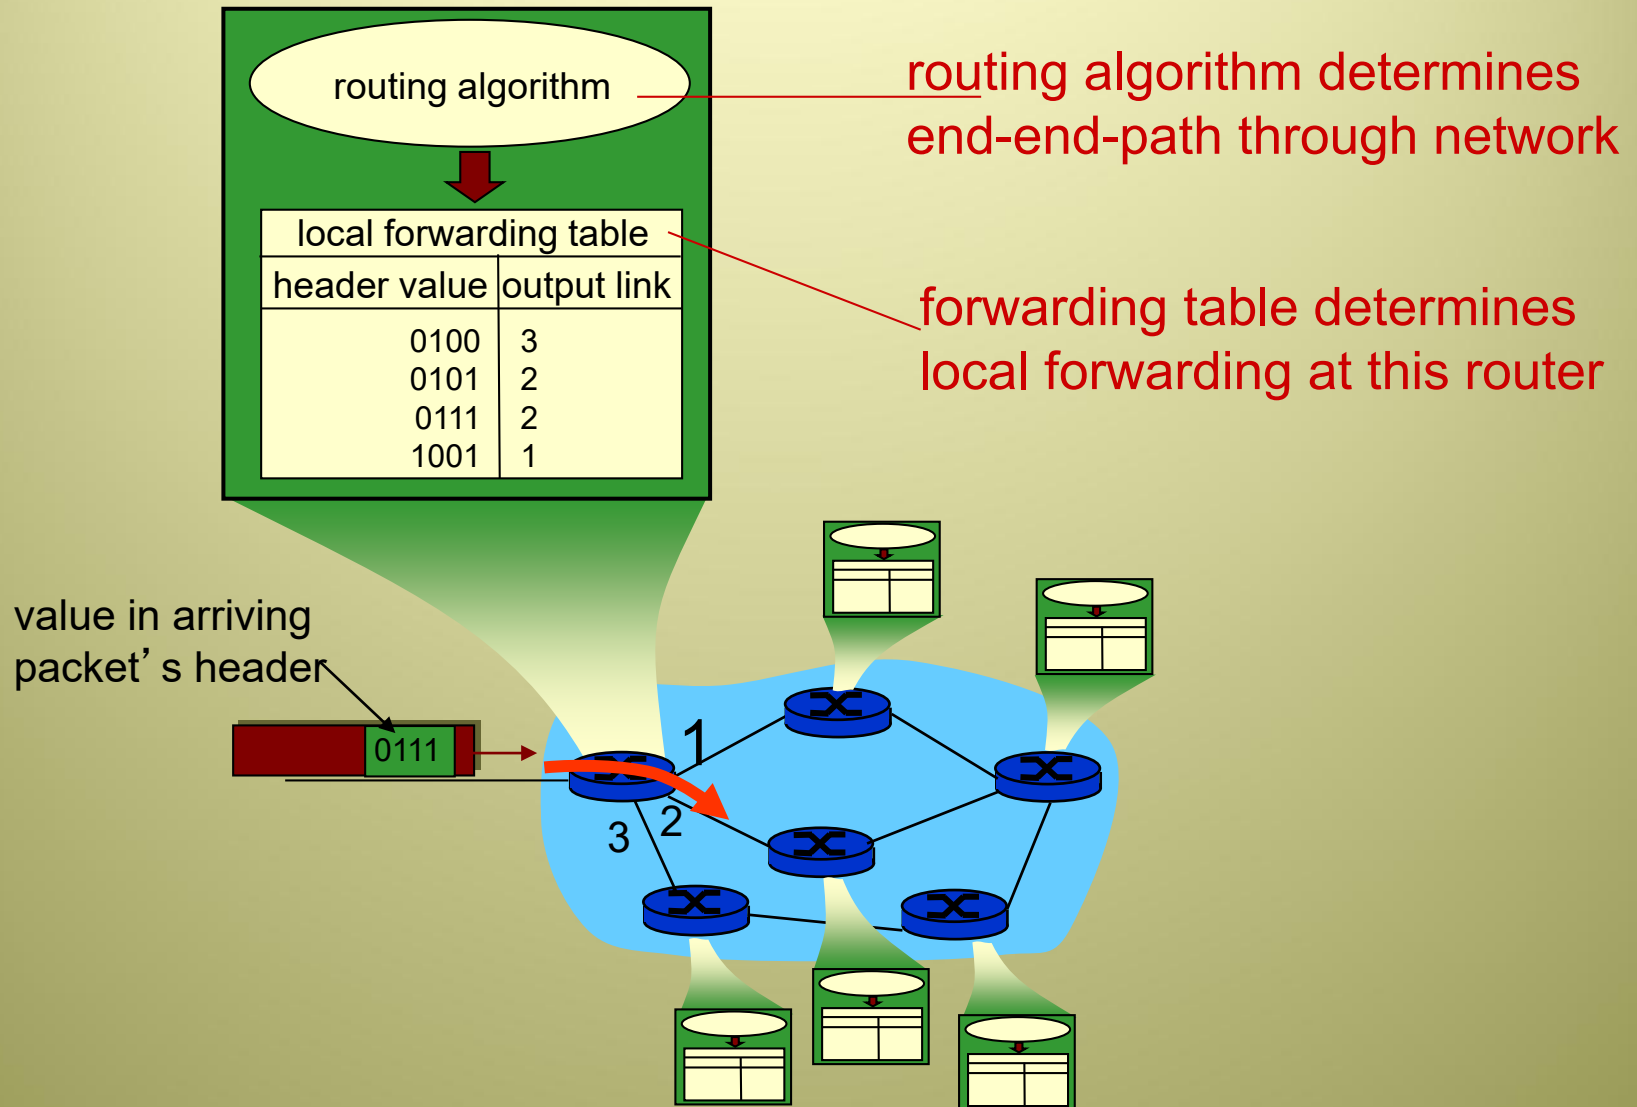 routing algorithm
routing algorithm determines
end-end-path through network
local forwarding table
header value output link
0100 3
0101 2
0111 2
1001 1
forwarding table determines
local forwarding at this router
value in arriving
packet’ s header
0111
1
2
3